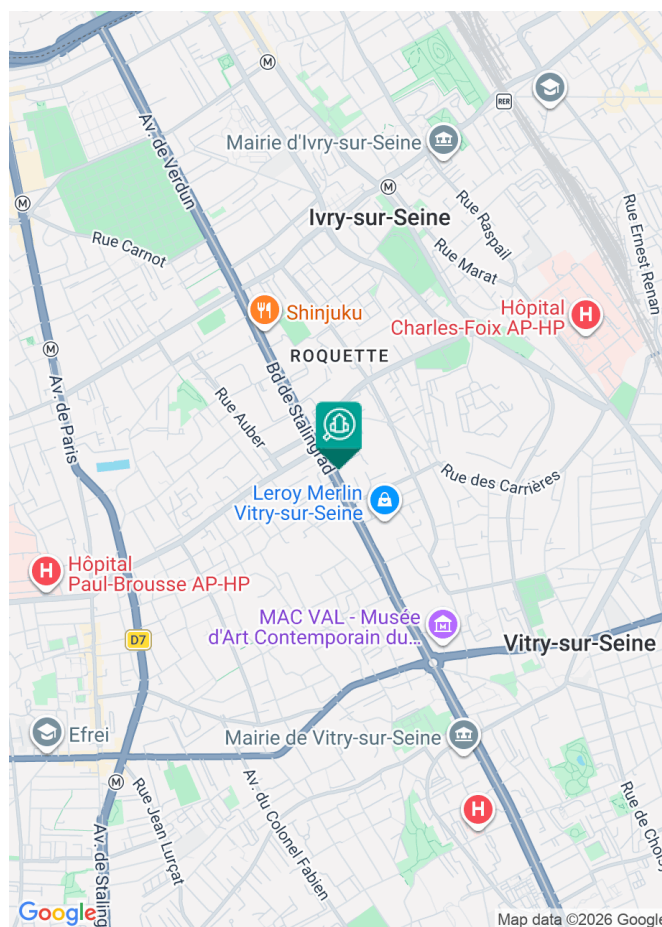 M
RER
Av. de Verdun
Mairie d'Ivry-sur-Seine
M
Rue Raspail
Rue Ernest Renan
M
Ivry-sur-Seine
Rue Carnot
Rue Marat
Shinjuku
Hôpital
Charles-Foix AP-HP
H
M
ROQUETTE
Av. de Paris
Bd de Stalingrad
Rue Auber
Rue des Carrières
Leroy Merlin
Vitry-sur-Seine
H
Hôpital
Paul-Brousse AP-HP
MAC VAL - Musée
d'Art Contemporain du...
D7
Vitry-sur-Seine
Efrei
Mairie de Vitry-sur-Seine
M
Rue Jean Lurçat
Av. du Colonel Fabien
H
Rue de Choisy
Av. de Staling
Google
Map data ©2026 Google